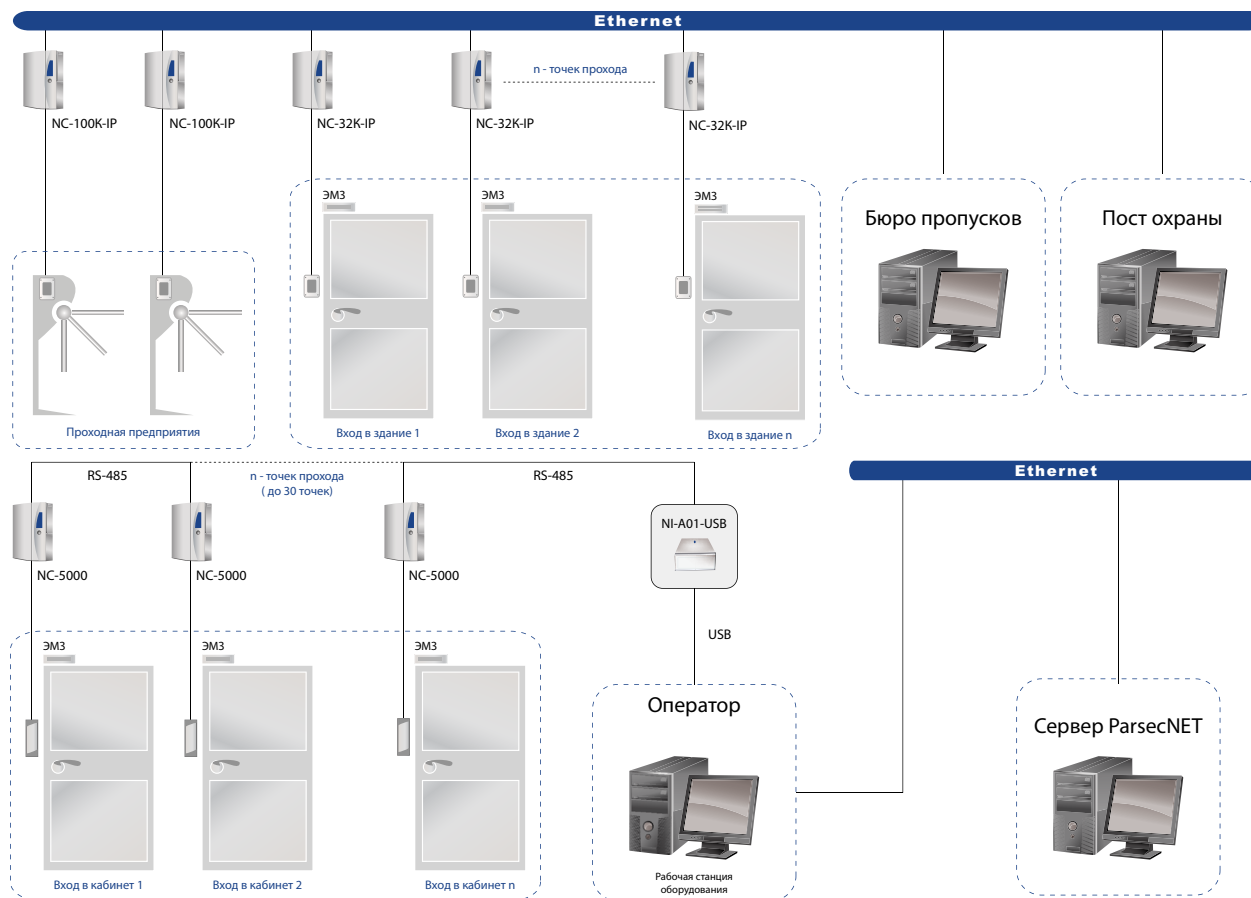 Ethernet
n - точек прохода
NC-100K-IP
NC-100K-IP
NC-32K-IP
NC-32K-IP
NC-32K-IP
ЭМЗ
ЭМЗ
ЭМЗ
Бюро пропусков
Пост охраны
Проходная предприятия
Вход в здание 1
Вход в здание 2
Вход в здание n
RS-485
n - точек прохода
( до 30 точек)
RS-485
Ethernet
NI-A01-USB
NC-5000
NC-5000
NC-5000
USB
ЭМЗ
ЭМЗ
ЭМЗ
Оператор
Сервер ParsecNET
Рабочая станция
оборудования
Вход в кабинет 1
Вход в кабинет 2
Вход в кабинет n